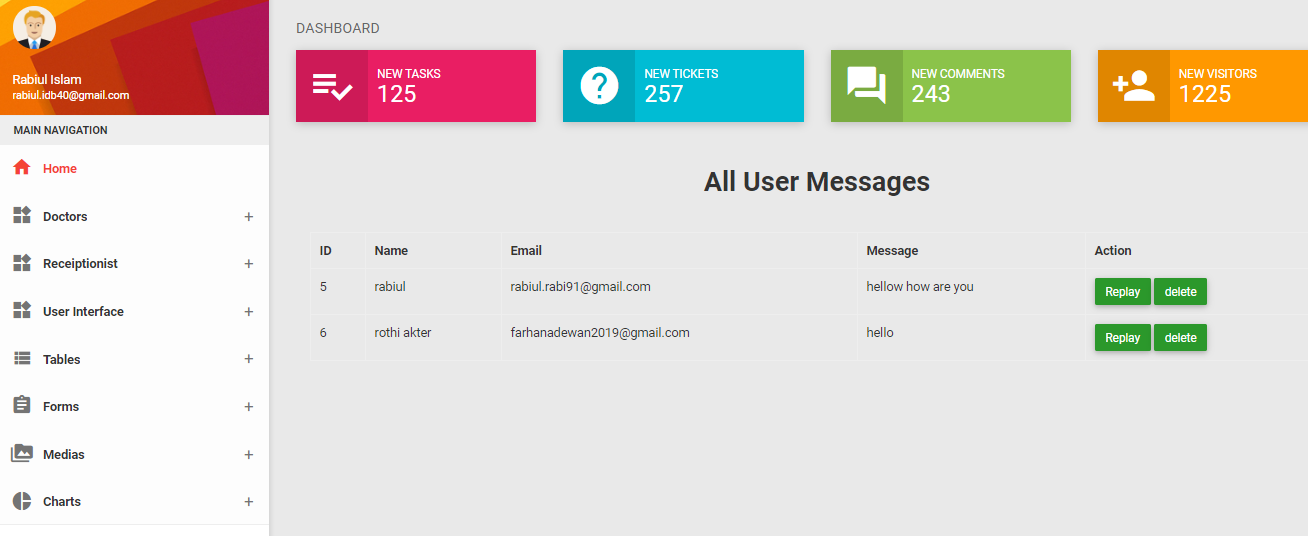 Rabiul Islam
rabiul.idb40@gmail.com
MAIN NAVIGATION
Home
Doctors +
Receiptionist +
User Interface +
Tables +
Forms +
Medias +
Charts +
DASHBOARD
NEW TASKS
125
NEW TICKETS
257
NEW COMMENTS
243
NEW VISITORS
1225
All User Messages
ID Name Email Message Action
5 rabiul rabiul.rabi91@gmail.com hellow how are you Replay delete
6 rothi akter farhanadewan2019@gmail.com hello Replay delete